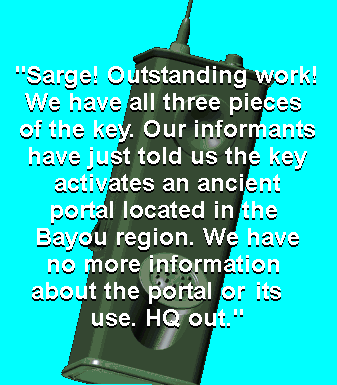 "Sarge! Outstanding work!
We have all three pieces
of the key. Our informants
have just told us the key
activates an ancient
portal located in the
Bayou region. We have
no more information
about the portal or its
use. HQ out."